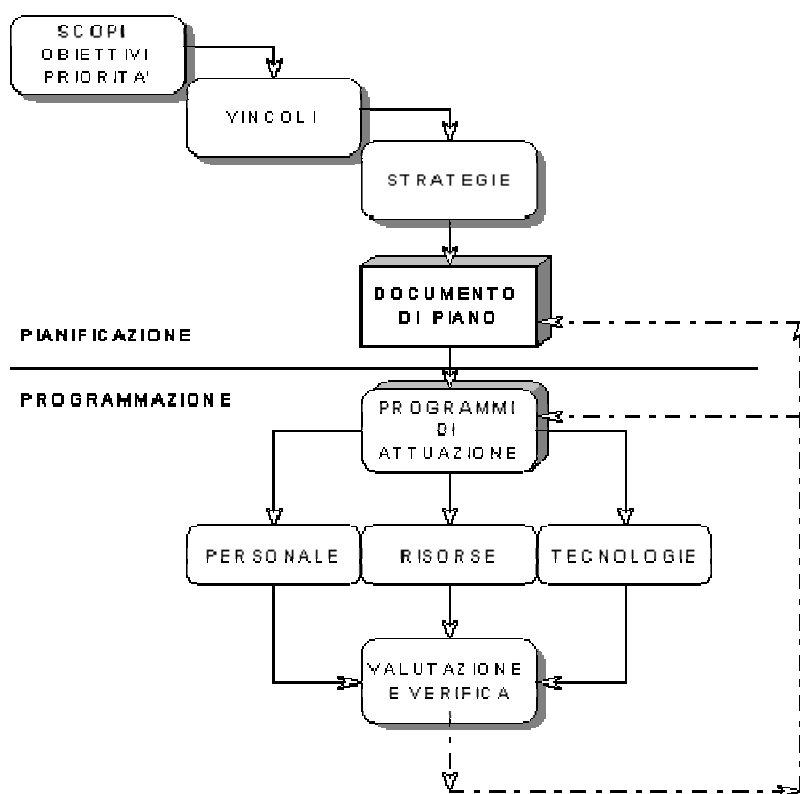 SCOPI
OBIETTIVI
PRIORITA'
VINCOLI
STRATEGIE
DOCUMENTO
DI PIANO
PIANIFICAZIONE
PROGRAMMAZIONE
PROGRAMMI
DI
ATTUAZIONE
PERSONALE
RISORSE
TECNOLOGIE
VALUTAZIONE
E VERIFICA